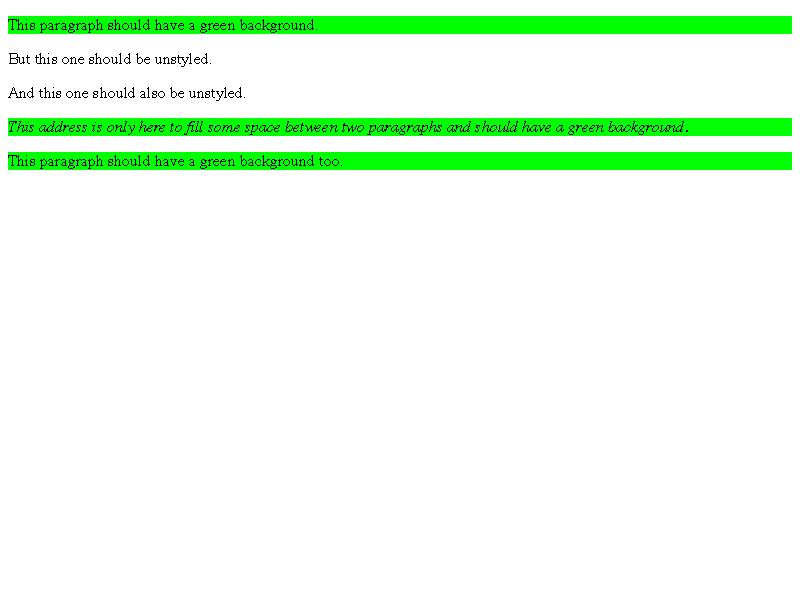 This paragraph should have a green background.
But this one should be unstyled.
And this one should also be unstyled.
This address is only here to fill some space between two paragraphs and should have a green background.
This paragraph should have a green background too.